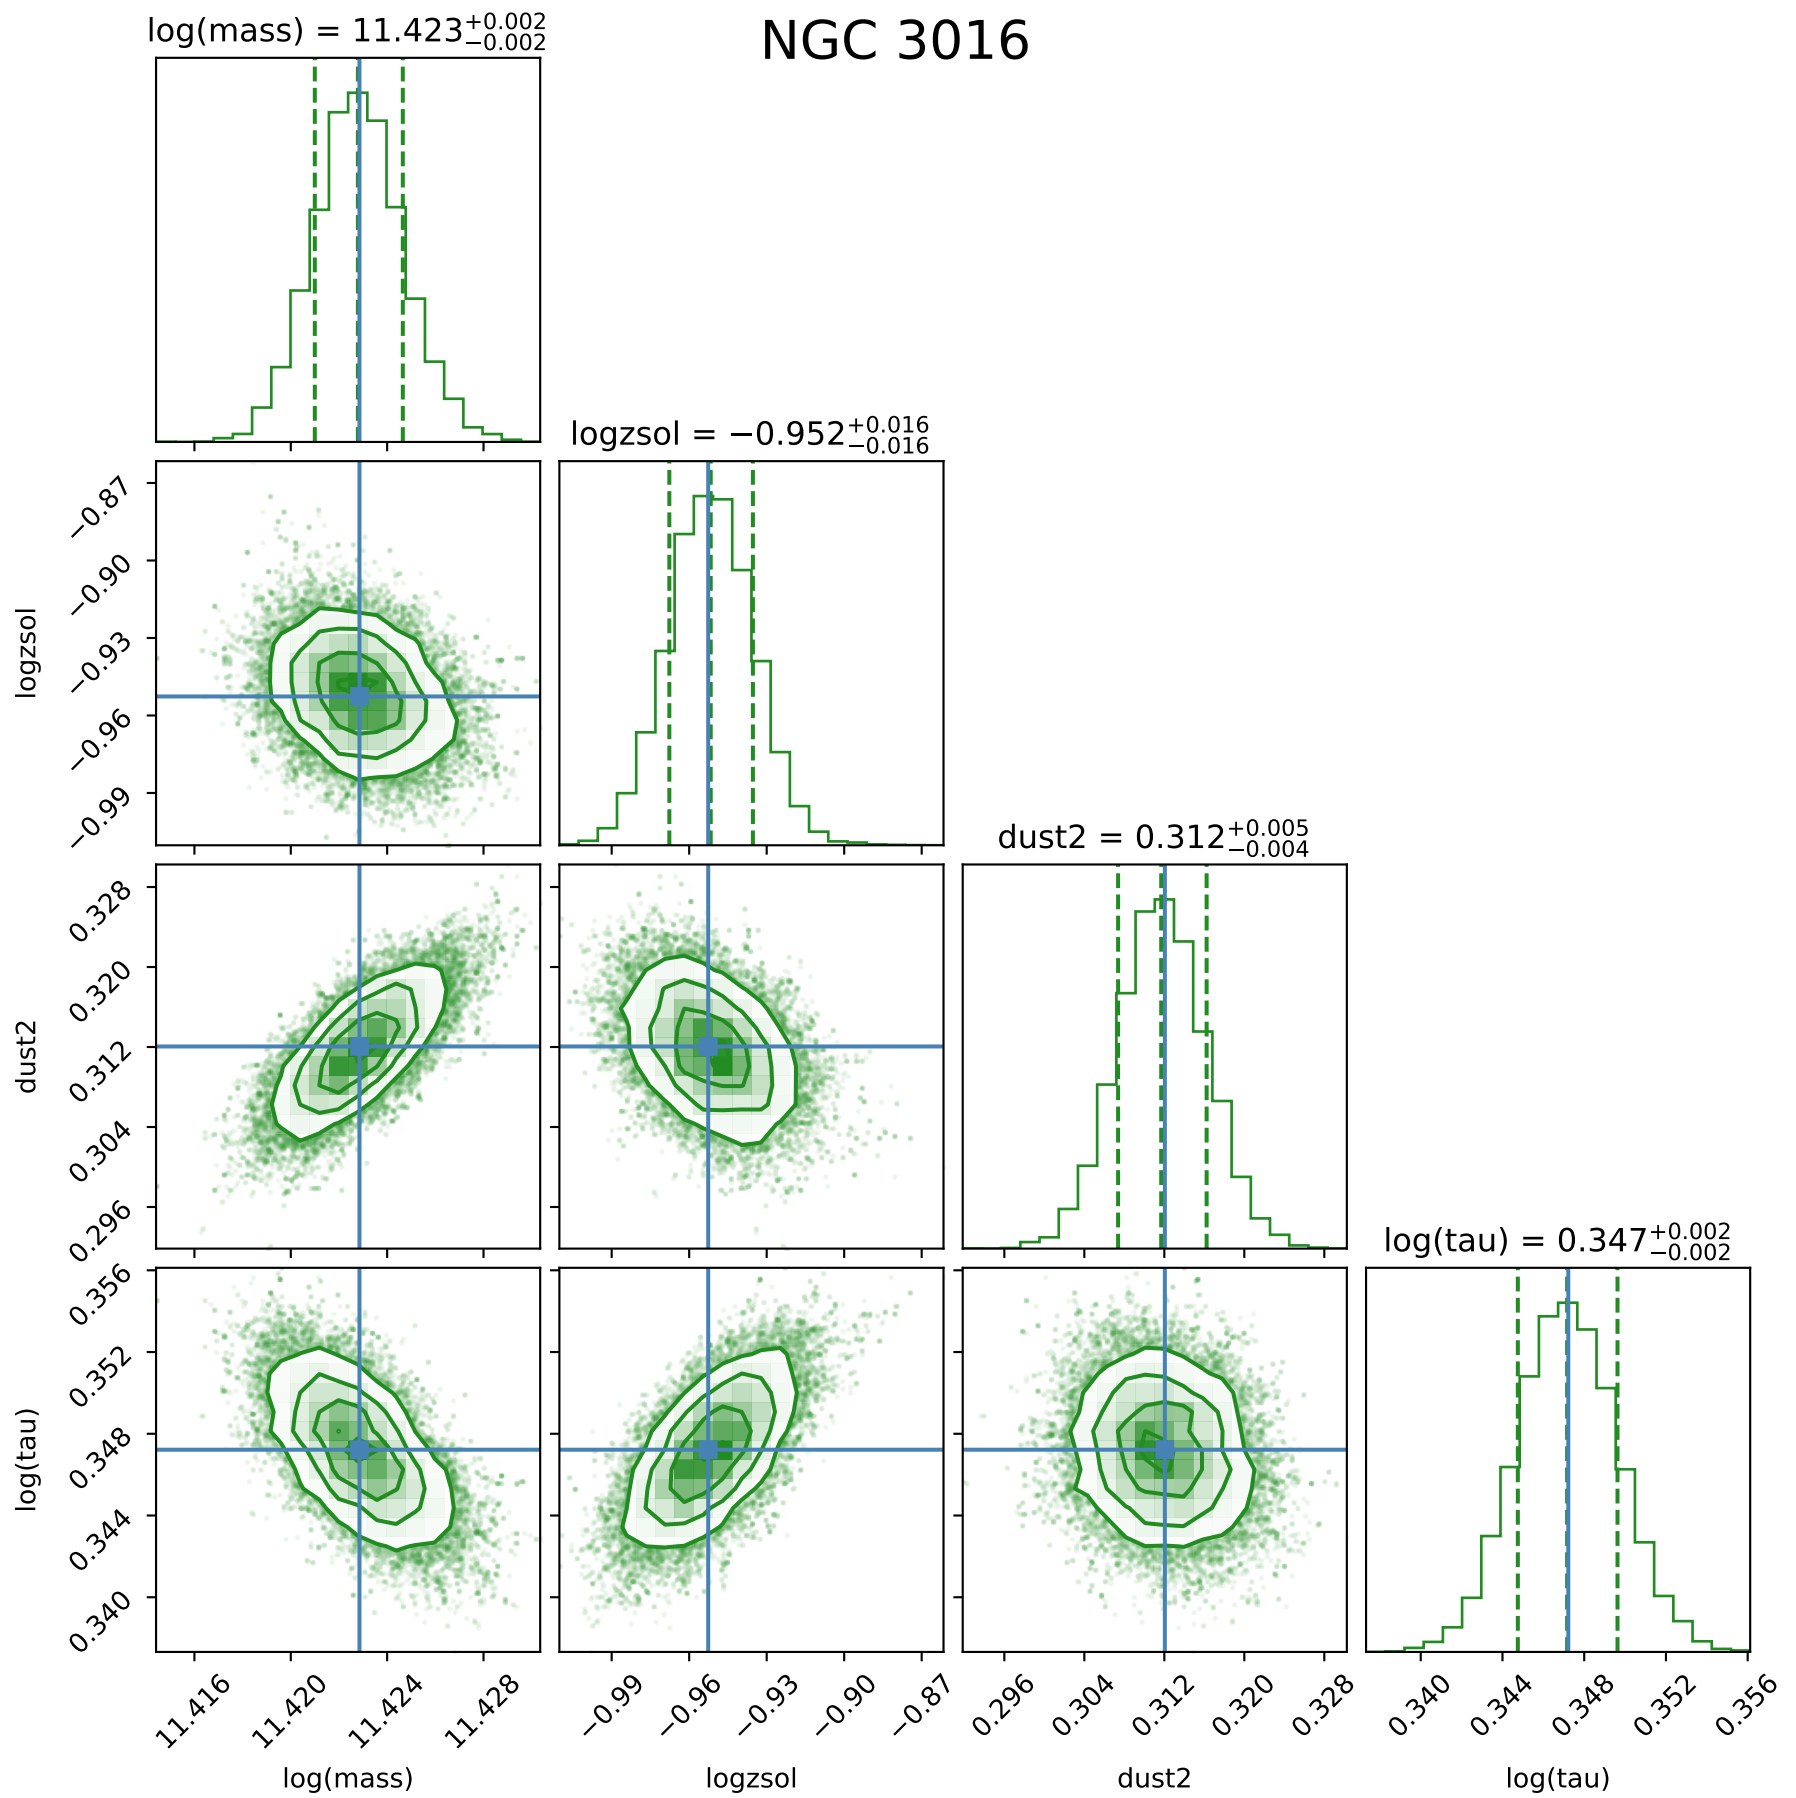 NGC 3016
log(mass) = 11.423+0.002−0.002
logzsol = −0.952+0.016−0.016
−0.87
−0.90
−0.93
−0.96
−0.99
logzsol
dust2 = 0.312+0.005−0.004
0.328
0.320
0.312
0.304
0.296
dust2
log(tau) = 0.347+0.002−0.002
0.356
0.352
0.348
0.344
0.340
log(tau)
11.416 11.420 11.424 11.428
−0.99 −0.96 −0.93 −0.90 −0.87
0.296 0.304 0.312 0.320 0.328
0.340 0.344 0.348 0.352 0.356
log(mass) logzsol dust2 log(tau)